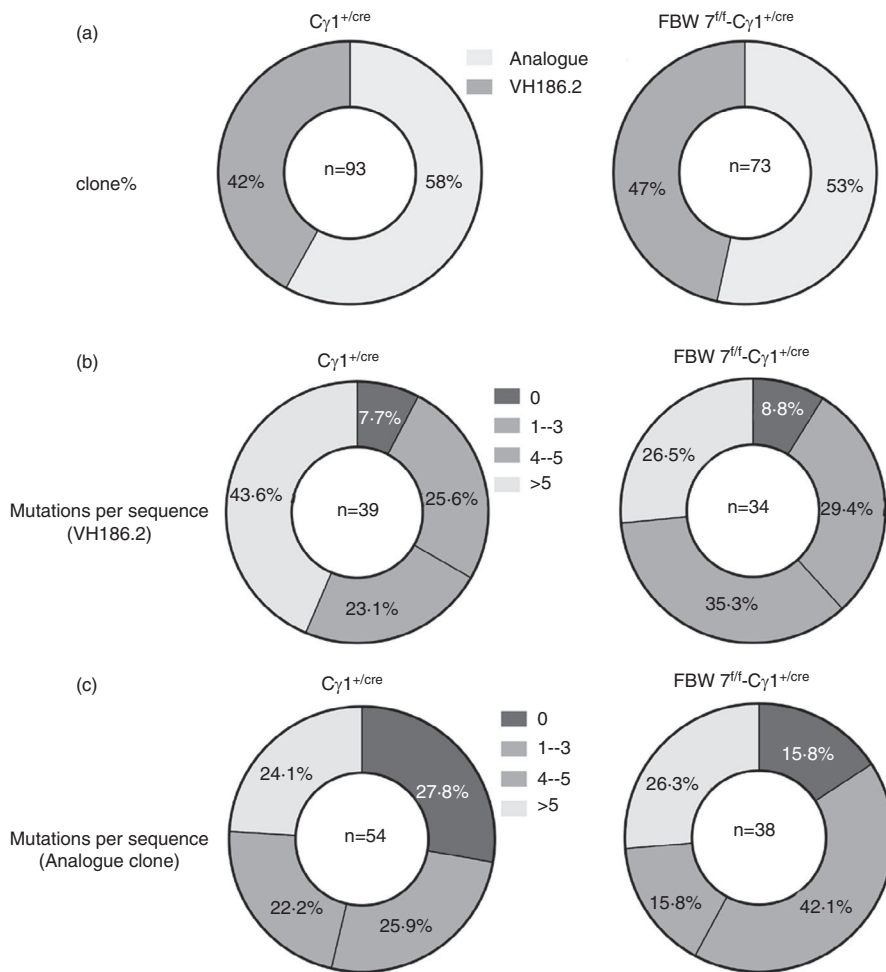 (a)
Cγ1+/cre
FBW 7f/f-Cγ1+/cre
Analogue
VH186.2
clone%
42%
n=93
58%
47%
n=73
53%
(b)
Cγ1+/cre
FBW 7f/f-Cγ1+/cre
0
1--3
4--5
>5
Mutations per sequence
(VH186.2)
7·7%
43·6%
n=39
25·6%
23·1%
8·8%
26·5%
n=34
29·4%
35·3%
(c)
Cγ1+/cre
FBW 7f/f-Cγ1+/cre
0
1--3
4--5
>5
Mutations per sequence
(Analogue clone)
24·1%
27·8%
n=54
22·2%
25·9%
15·8%
26·3%
n=38
15·8%
42·1%